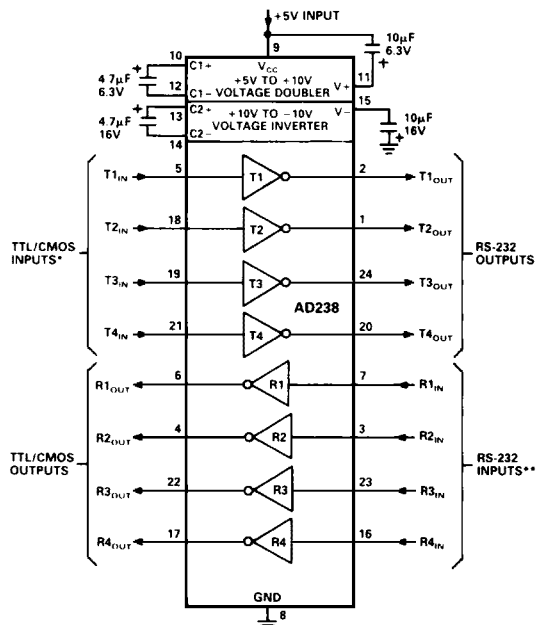 +5V INPUT
10µF
6.3V
+
9
10
C1+
VCC
4.7µF
6.3V
+
12
C1−
+5V TO +10V
VOLTAGE DOUBLER
V+
11
+
4.7µF
16V
13
C2+
+10V TO −10V
VOLTAGE INVERTER
V−
15
10µF
16V
+
C2−
14
T1IN
5
T1
2
T1OUT
T2IN
18
T2
1
T2OUT
TTL/CMOS
INPUTS*
RS-232
OUTPUTS
T3IN
19
T3
24
T3OUT
AD238
T4IN
21
T4
20
T4OUT
R1OUT
6
R1
7
R1IN
R2OUT
4
R2
3
R2IN
TTL/CMOS
OUTPUTS
RS-232
INPUTS**
R3OUT
22
R3
23
R3IN
R4OUT
17
R4
16
R4IN
GND
8